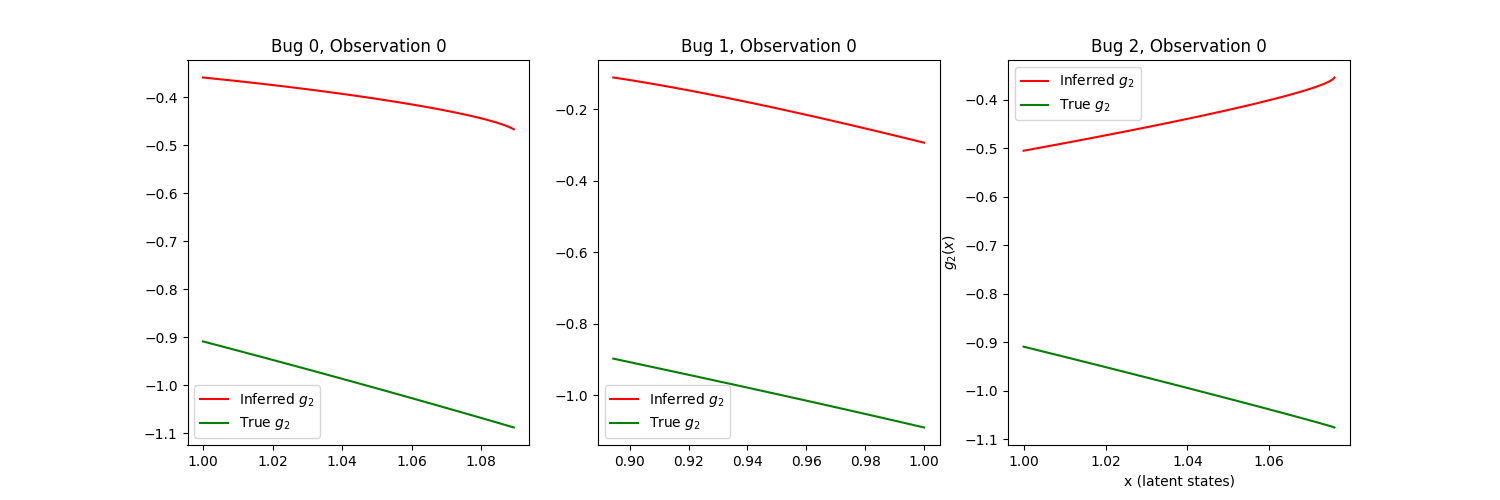 Bug 0, Observation 0
−0.4
−0.5
−0.6
−0.7
−0.8
−0.9
−1.0
−1.1
Inferred g₂
True g₂
1.00 1.02 1.04 1.06 1.08
Bug 1, Observation 0
−0.2
−0.4
−0.6
−0.8
−1.0
Inferred g₂
True g₂
0.90 0.92 0.94 0.96 0.98 1.00
Bug 2, Observation 0
g₂(x)
Inferred g₂
True g₂
−0.4
−0.5
−0.6
−0.7
−0.8
−0.9
−1.0
−1.1
1.00 1.02 1.04 1.06
x (latent states)